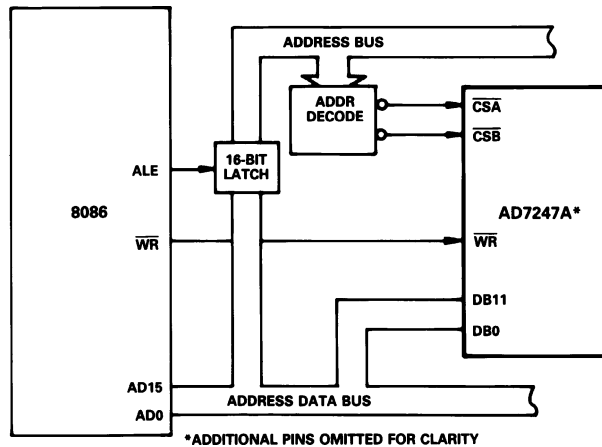 ADDRESS BUS
ADDR
DECODE
CSA
CSB
16-BIT
LATCH
ALE
8086
AD7247A*
WR
WR
DB11
DB0
AD15
ADDRESS DATA BUS
AD0
*ADDITIONAL PINS OMITTED FOR CLARITY